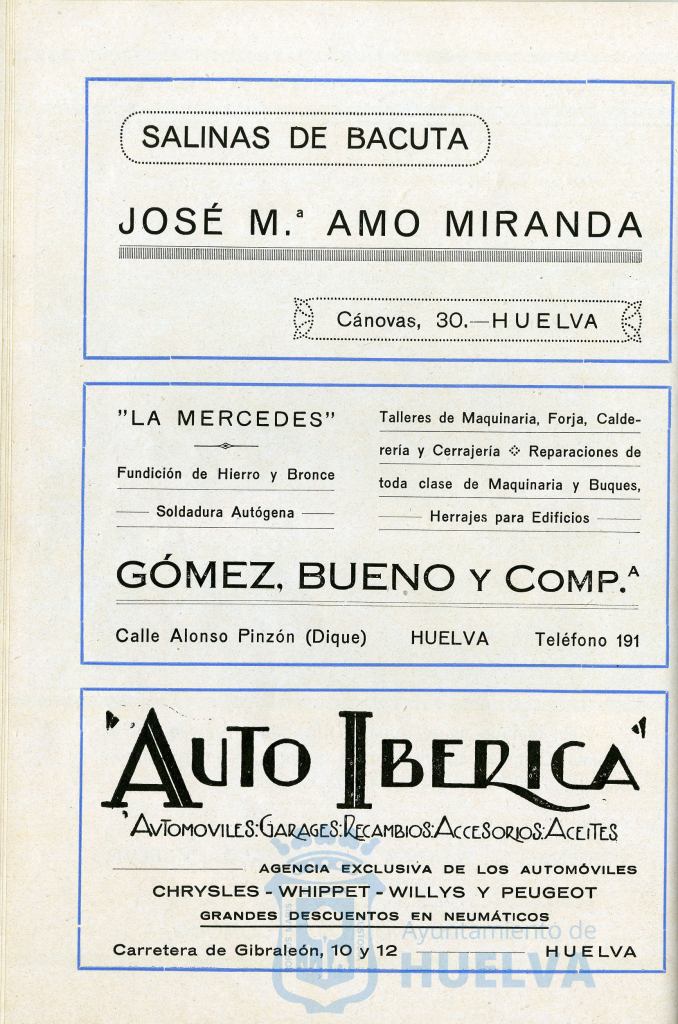 SALINAS DE BACUTA
JOSÉ M.ª AMO MIRANDA
Cánovas, 30.—HUELVA
"LA MERCEDES"
Fundición de Hierro y Bronce
Soldadura Autógena
Talleres de Maquinaria, Forja, Calde-
rería y Cerrajería ❖ Reparaciones de
toda clase de Maquinaria y Buques,
Herrajes para Edificios
GÓMEZ, BUENO Y COMP.ᴬ
Calle Alonso Pinzón (Dique) HUELVA Teléfono 191
"AUTO IBERICA"
AVTOMOVILES:GARAGES:RECAMBIOS:ACCESORIOS:ACEITES
AGENCIA EXCLUSIVA DE LOS AUTOMÓVILES
CHRYSLES - WHIPPET - WILLYS Y PEUGEOT
GRANDES DESCUENTOS EN NEUMÁTICOS
Carretera de Gibraleón, 10 y 12 HUELVA
Ayuntamiento de
HUELVA